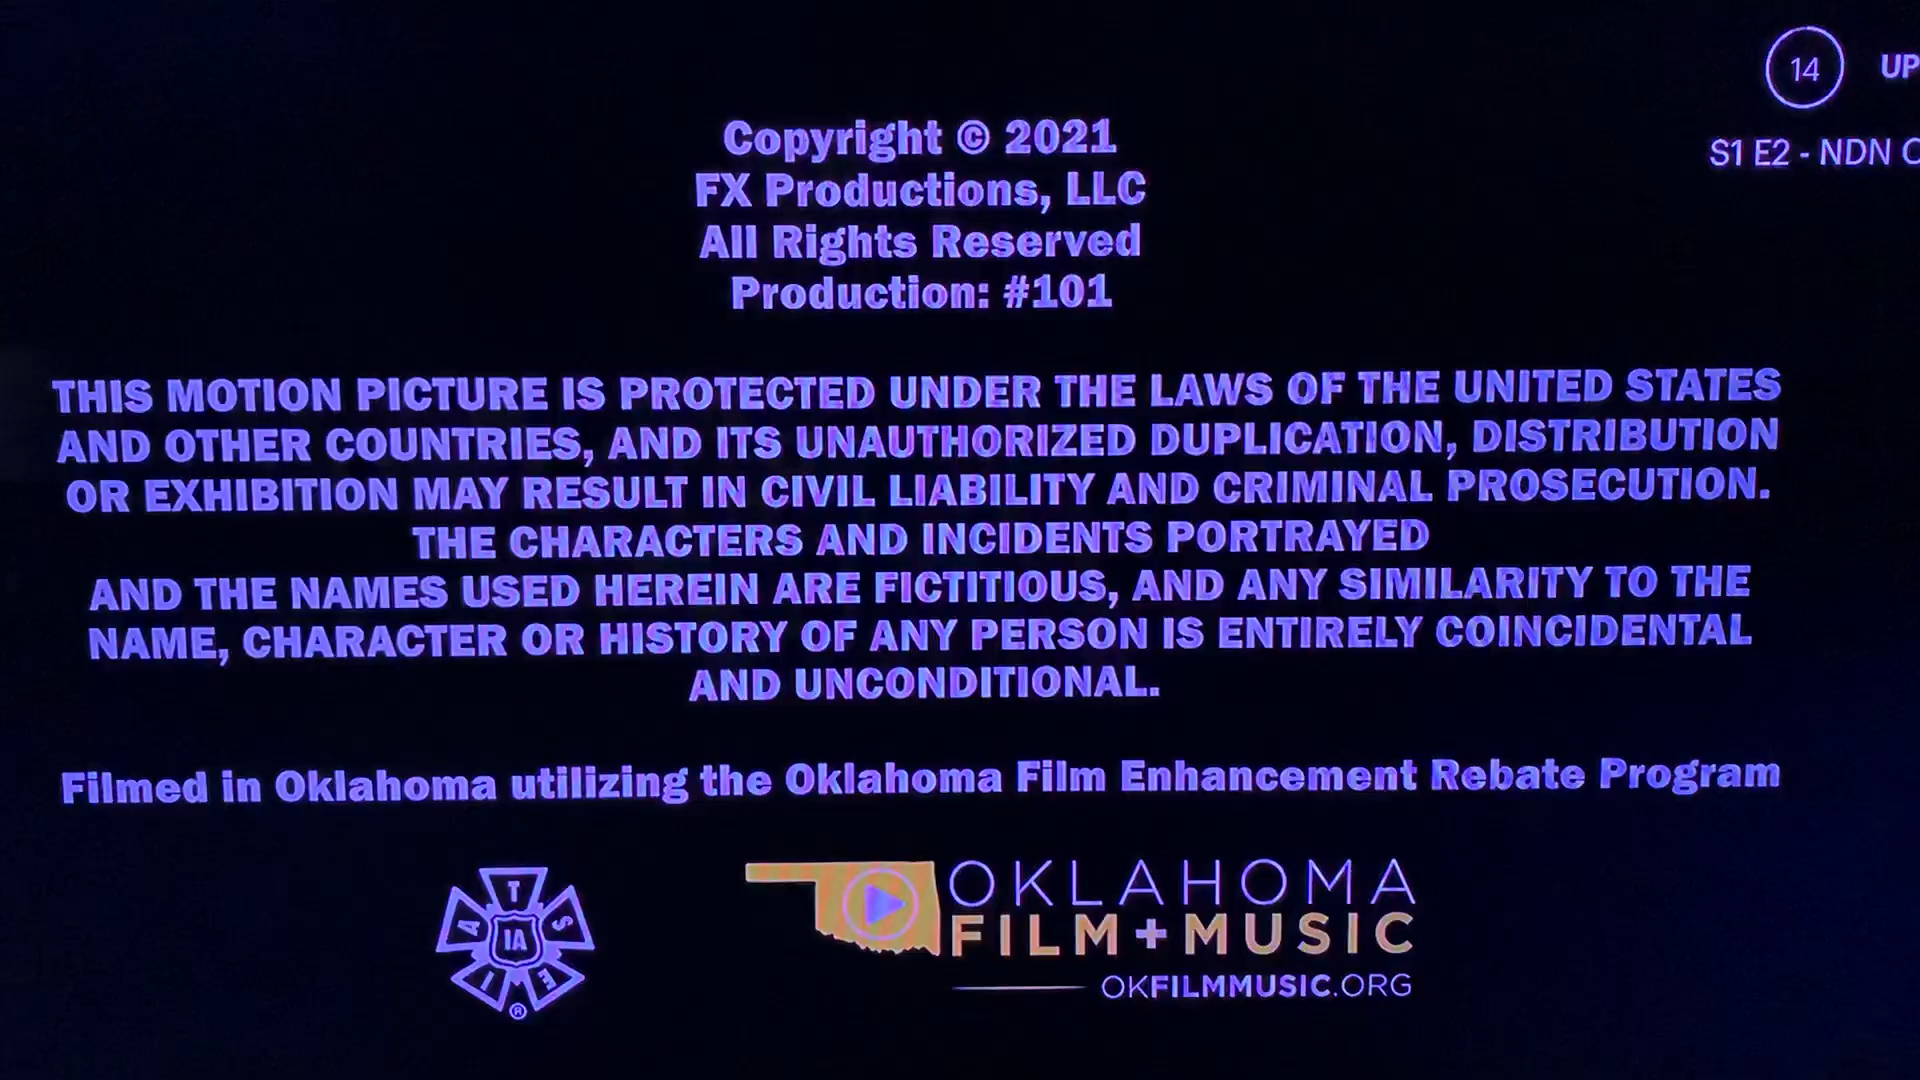 14 UP
S1 E2 - NDN C
Copyright © 2021
FX Productions, LLC
All Rights Reserved
Production: #101
THIS MOTION PICTURE IS PROTECTED UNDER THE LAWS OF THE UNITED STATES
AND OTHER COUNTRIES, AND ITS UNAUTHORIZED DUPLICATION, DISTRIBUTION
OR EXHIBITION MAY RESULT IN CIVIL LIABILITY AND CRIMINAL PROSECUTION.
THE CHARACTERS AND INCIDENTS PORTRAYED
AND THE NAMES USED HEREIN ARE FICTITIOUS, AND ANY SIMILARITY TO THE
NAME, CHARACTER OR HISTORY OF ANY PERSON IS ENTIRELY COINCIDENTAL
AND UNCONDITIONAL.
Filmed in Oklahoma utilizing the Oklahoma Film Enhancement Rebate Program
IATSE
IA
®
OKLAHOMA
FILM+MUSIC
OKFILMMUSIC.ORG